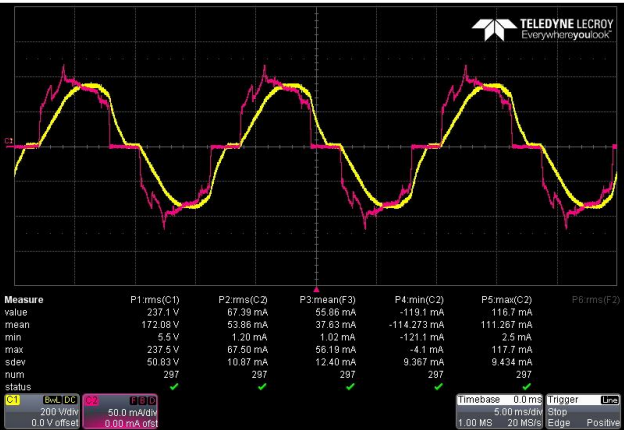 TELEDYNE LECROY
Everywhereyoulook™
C1
Measure P1:rms(C1) P2:rms(C2) P3:mean(F3) P4:min(C2) P5:max(C2) P6:rms(F2)
value 237.1 V 67.39 mA 55.86 mA -119.1 mA 116.7 mA
mean 172.08 V 53.86 mA 37.63 mA -114.273 mA 111.267 mA
min 5.5 V 1.20 mA 1.02 mA -121.1 mA 2.5 mA
max 237.5 V 67.50 mA 56.19 mA -4.1 mA 117.7 mA
sdev 50.83 V 10.87 mA 12.40 mA 9.367 mA 9.434 mA
num 297 297 297 297 297
status
C1 BwL DC C2 F B D Timebase 0.0 ms Trigger Line
200 V/div 50.0 mA/div 5.00 ms/div Stop
0.0 V offset 0.00 mA ofst 1.00 MS 20 MS/s Edge Positive